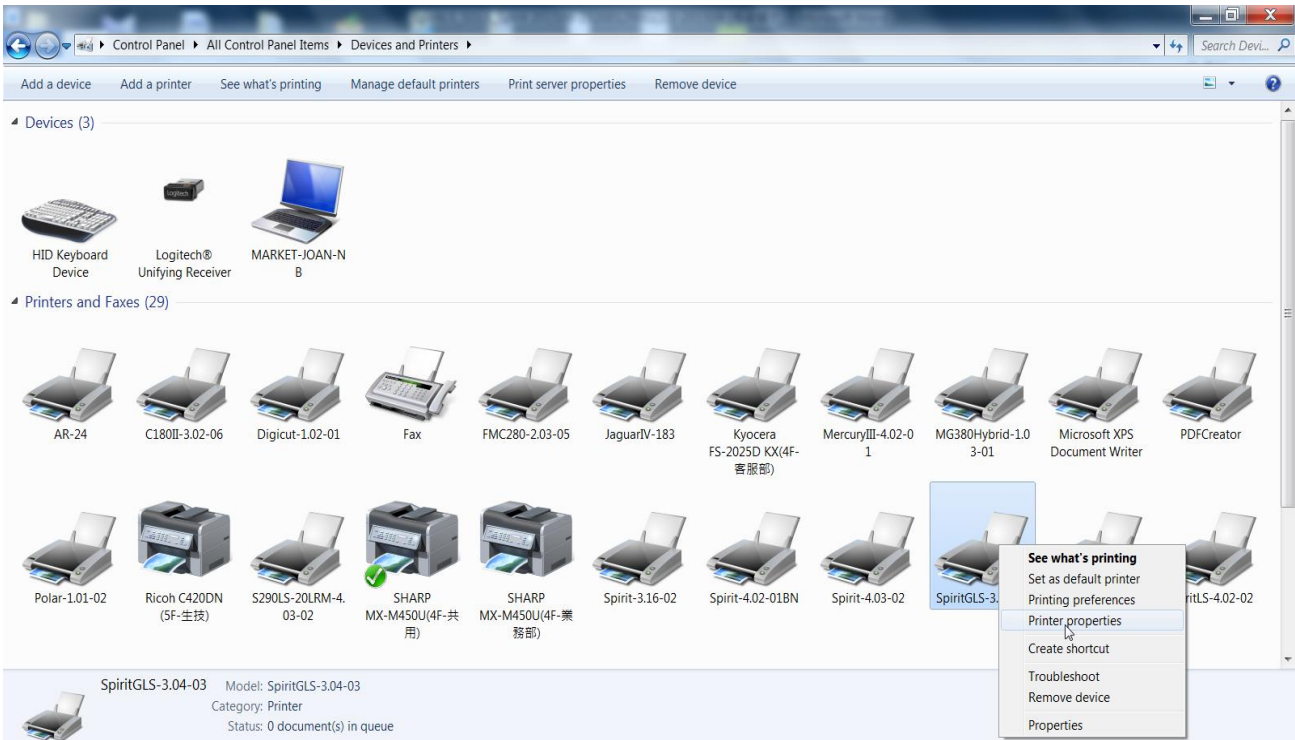 Control Panel ▸ All Control Panel Items ▸ Devices and Printers ▸
Search Devi...
Add a device Add a printer See what's printing Manage default printers Print server properties Remove device
Devices (3)
Logitech
HID Keyboard Device
Logitech® Unifying Receiver
MARKET-JOAN-N
B
Printers and Faxes (29)
AR-24
C180II-3.02-06
Digicut-1.02-01
Fax
FMC280-2.03-05
JaguarIV-183
Kyocera
FS-2025D KX(4F-
客服部)
MercuryIII-4.02-0
1
MG380Hybrid-1.0
3-01
Microsoft XPS
Document Writer
PDFCreator
Polar-1.01-02
Ricoh C420DN
(5F-生技)
S290LS-20LRM-4.
03-02
SHARP
MX-M450U(4F-共
用)
SHARP
MX-M450U(4F-業
務部)
Spirit-3.16-02
Spirit-4.02-01BN
Spirit-4.03-02
SpiritGLS-3.
ritLS-4.02-02
See what's printing
Set as default printer
Printing preferences
Printer properties
Create shortcut
Troubleshoot
Remove device
Properties
SpiritGLS-3.04-03 Model: SpiritGLS-3.04-03
Category: Printer
Status: 0 document(s) in queue